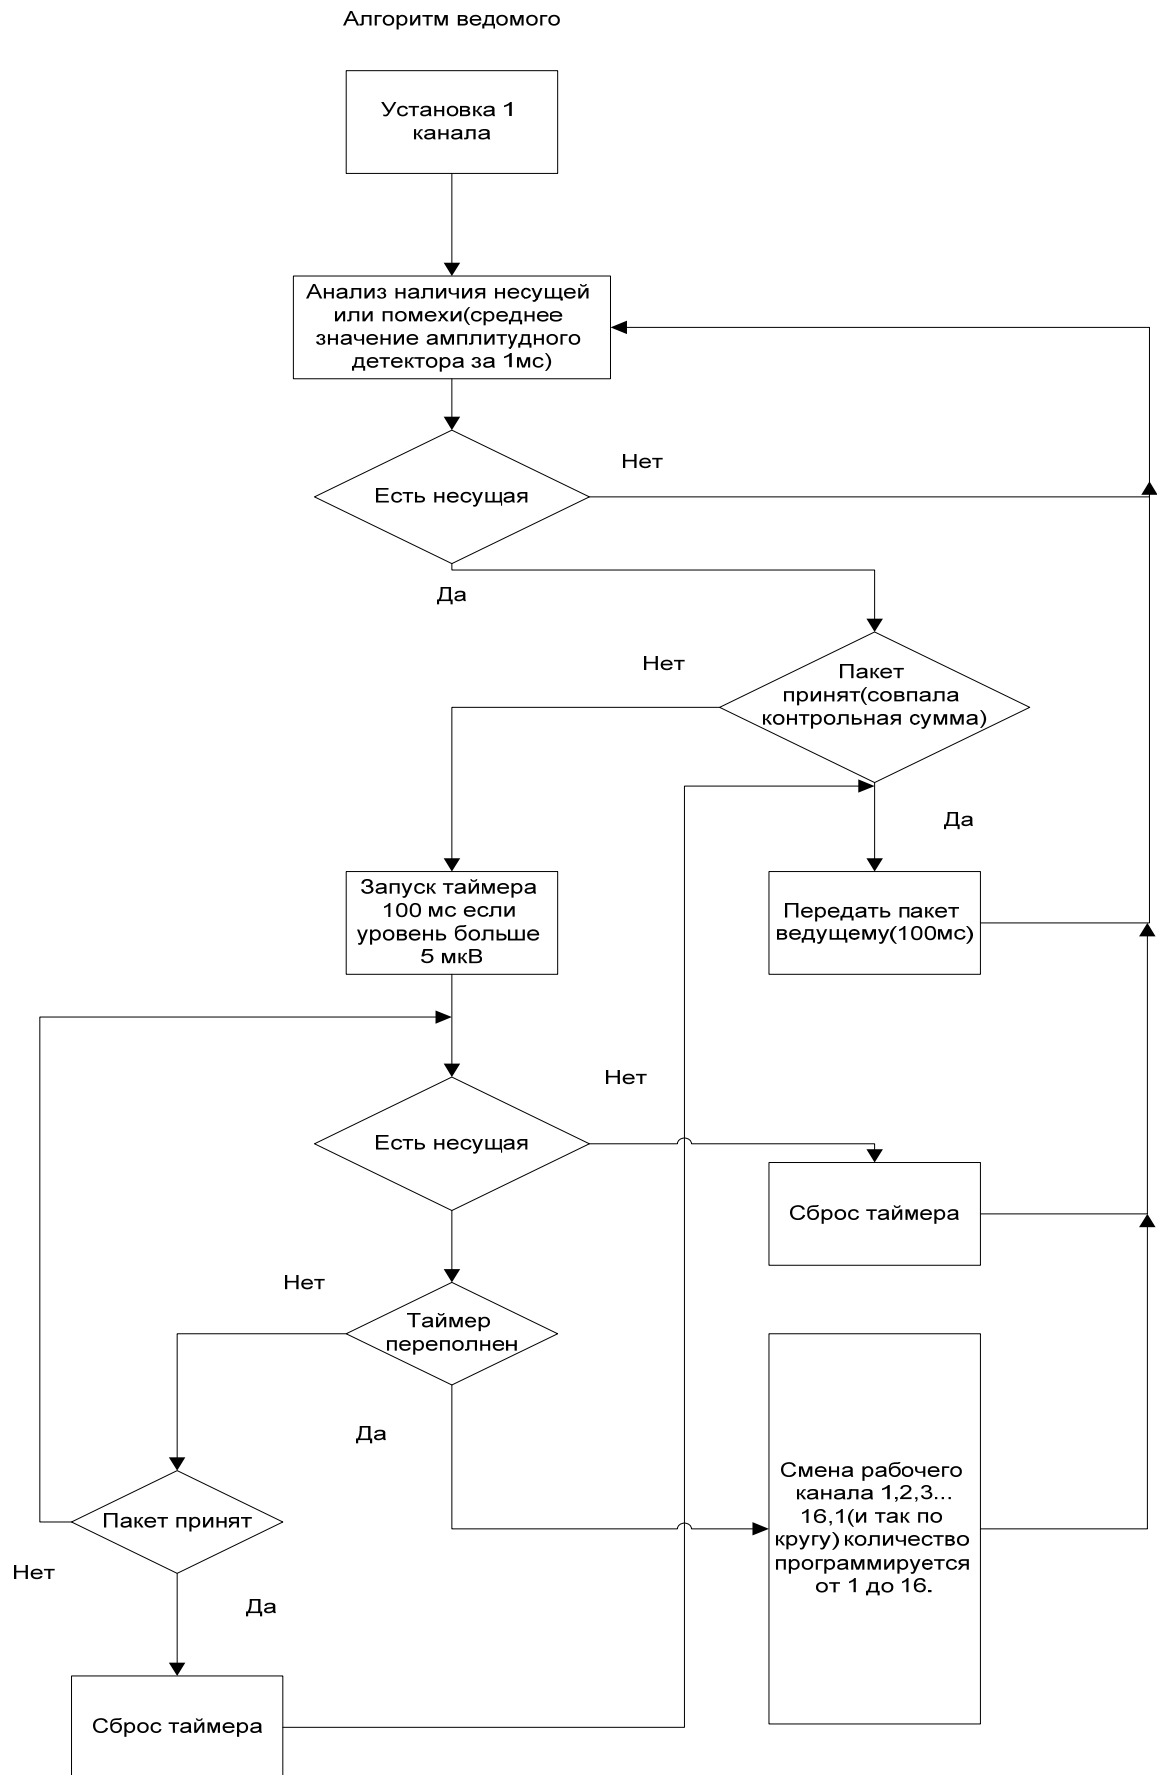 Алгоритм ведомого
Установка 1
канала
Анализ наличия несущей
или помехи(среднее
значение амплитудного
детектора за 1мс)
Нет
Есть несущая
Да
Нет
Пакет
принят(совпала
контрольная сумма)
Да
Запуск таймера
100 мс если
уровень больше
5 мкВ
Передать пакет
ведущему(100мс)
Нет
Есть несущая
Сброс таймера
Нет
Таймер
переполнен
Да
Смена рабочего
канала 1,2,3...
16,1(и так по
кругу) количество
программируется
от 1 до 16.
Пакет принят
Нет
Да
Сброс таймера